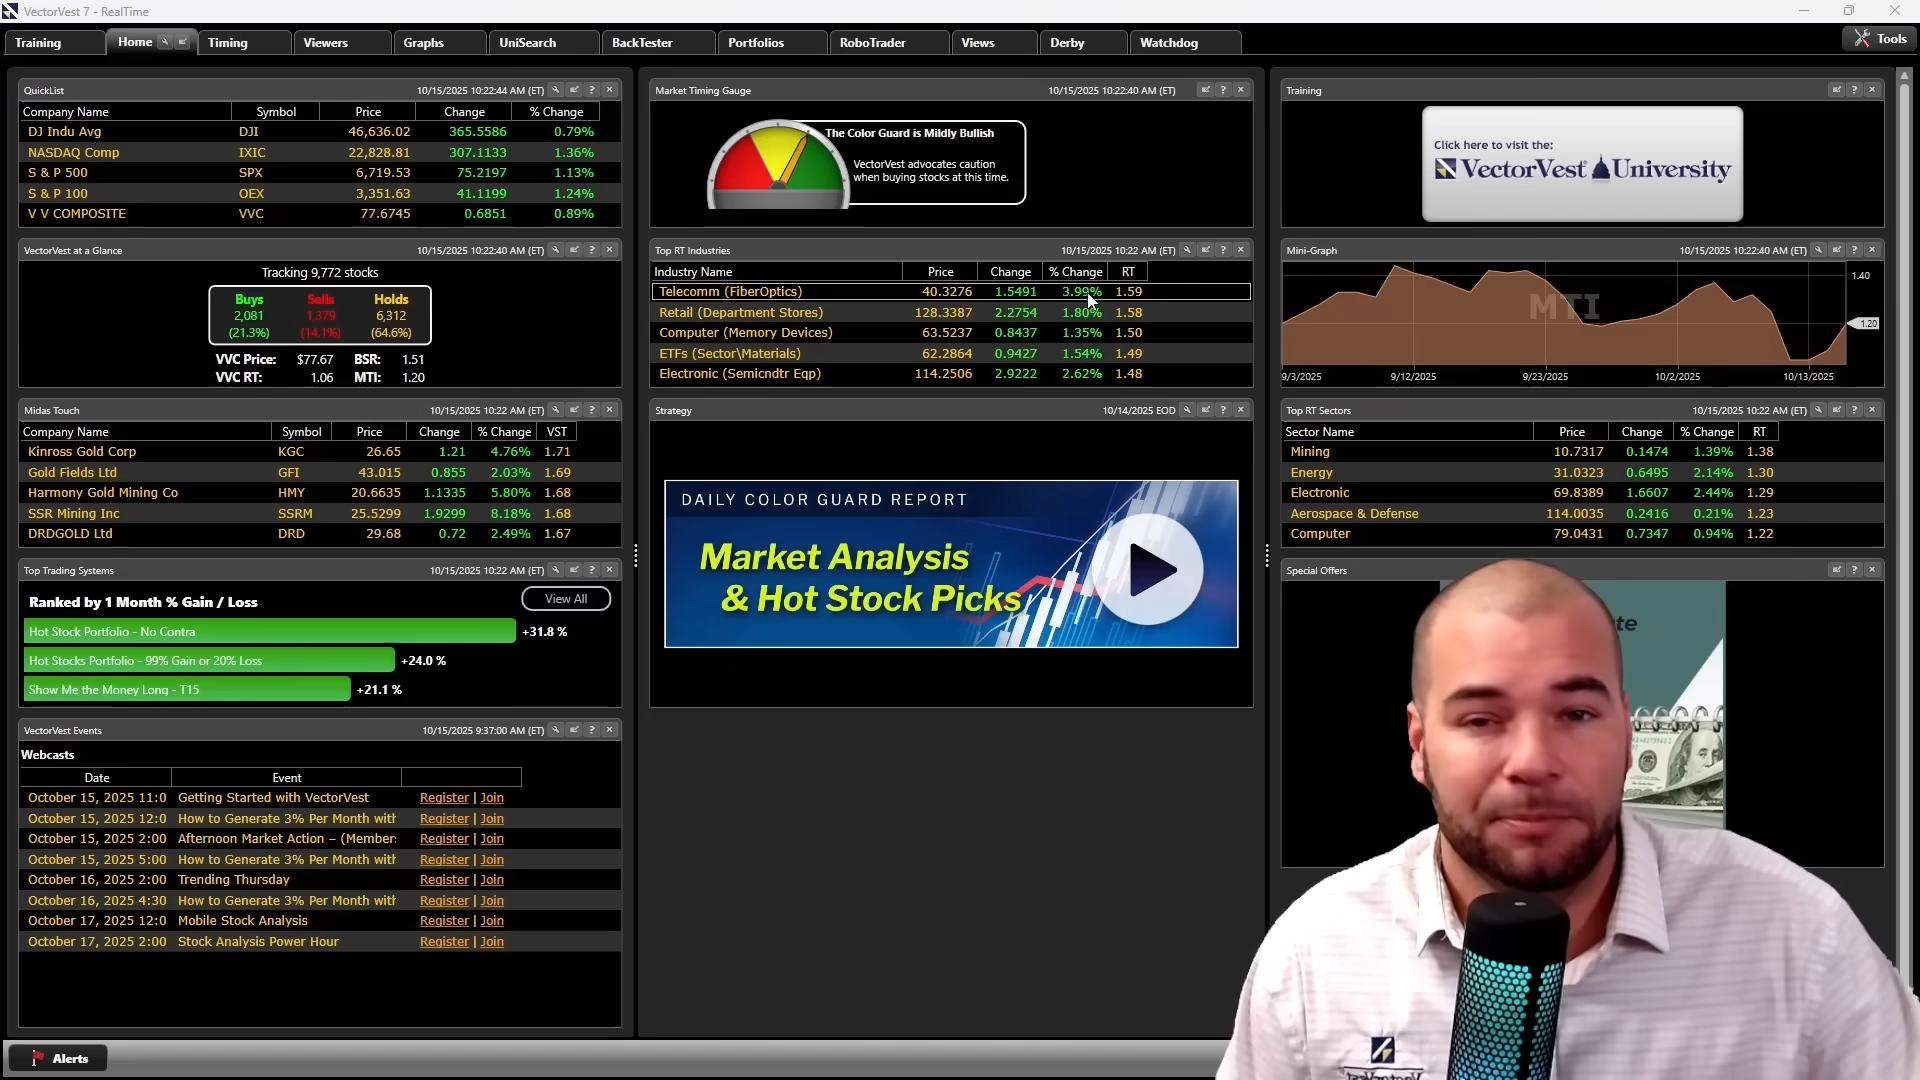 VectorVest 7 - RealTime
Training Home Timing Viewers Graphs UniSearch BackTester Portfolios RoboTrader Views Derby Watchdog Tools
QuickList 10/15/2025 10:22:44 AM (ET)
Company Name Symbol Price Change % Change
DJ Indu Avg DJI 46,636.02 365.5586 0.79%
NASDAQ Comp IXIC 22,828.81 307.1133 1.36%
S & P 500 SPX 6,719.53 75.2197 1.13%
S & P 100 OEX 3,351.63 41.1199 1.24%
V V COMPOSITE VVC 77.6745 0.6851 0.89%
Market Timing Gauge 10/15/2025 10:22:40 AM (ET)
The Color Guard is Mildly Bullish
VectorVest advocates caution
when buying stocks at this time.
Training
Click here to visit the:
VectorVest University
VectorVest at a Glance 10/15/2025 10:22:40 AM (ET)
Tracking 9,772 stocks
Buys Sells Holds
2,081 1,379 6,312
(21.3%) (14.1%) (64.6%)
VVC Price: $77.67 BSR: 1.51
VVC RT: 1.06 MTI: 1.20
Top RT Industries 10/15/2025 10:22 AM (ET)
Industry Name Price Change % Change RT
Telecomm (FiberOptics) 40.3276 1.5491 3.99% 1.59
Retail (Department Stores) 128.3387 2.2754 1.80% 1.58
Computer (Memory Devices) 63.5237 0.8437 1.35% 1.50
ETFs (Sector\Materials) 62.2864 0.9427 1.54% 1.49
Electronic (Semicndtr Eqp) 114.2506 2.9222 2.62% 1.48
Mini-Graph 10/15/2025 10:22:40 AM (ET)
1.40
MTI
1.20
9/3/2025 9/12/2025 9/23/2025 10/2/2025 10/13/2025
Midas Touch 10/15/2025 10:22 AM (ET)
Company Name Symbol Price Change % Change VST
Kinross Gold Corp KGC 26.65 1.21 4.76% 1.71
Gold Fields Ltd GFI 43.015 0.855 2.03% 1.69
Harmony Gold Mining Co HMY 20.6635 1.1335 5.80% 1.68
SSR Mining Inc SSRM 25.5299 1.9299 8.18% 1.68
DRDGOLD Ltd DRD 29.68 0.72 2.49% 1.67
Strategy 10/14/2025 EOD
DAILY COLOR GUARD REPORT
Market Analysis
& Hot Stock Picks
Top RT Sectors 10/15/2025 10:22 AM (ET)
Sector Name Price Change % Change RT
Mining 10.7317 0.1474 1.39% 1.38
Energy 31.0323 0.6495 2.14% 1.30
Electronic 69.8389 1.6607 2.44% 1.29
Aerospace & Defense 114.0035 0.2416 0.21% 1.23
Computer 79.0431 0.7347 0.94% 1.22
Top Trading Systems 10/15/2025 10:22 AM (ET)
Ranked by 1 Month % Gain / Loss View All
Hot Stock Portfolio - No Contra +31.8 %
Hot Stocks Portfolio - 99% Gain or 20% Loss +24.0 %
Show Me the Money Long - T15 +21.1 %
Special Offers
te
VectorVest Events 10/15/2025 9:37:00 AM (ET)
Webcasts
Date Event
October 15, 2025 11:0 Getting Started with VectorVest Register | Join
October 15, 2025 12:0 How to Generate 3% Per Month with Register | Join
October 15, 2025 2:00 Afternoon Market Action – (Member: Register | Join
October 15, 2025 5:00 How to Generate 3% Per Month with Register | Join
October 16, 2025 2:00 Trending Thursday Register | Join
October 16, 2025 4:30 How to Generate 3% Per Month with Register | Join
October 17, 2025 12:0 Mobile Stock Analysis Register | Join
October 17, 2025 2:00 Stock Analysis Power Hour Register | Join
Alerts